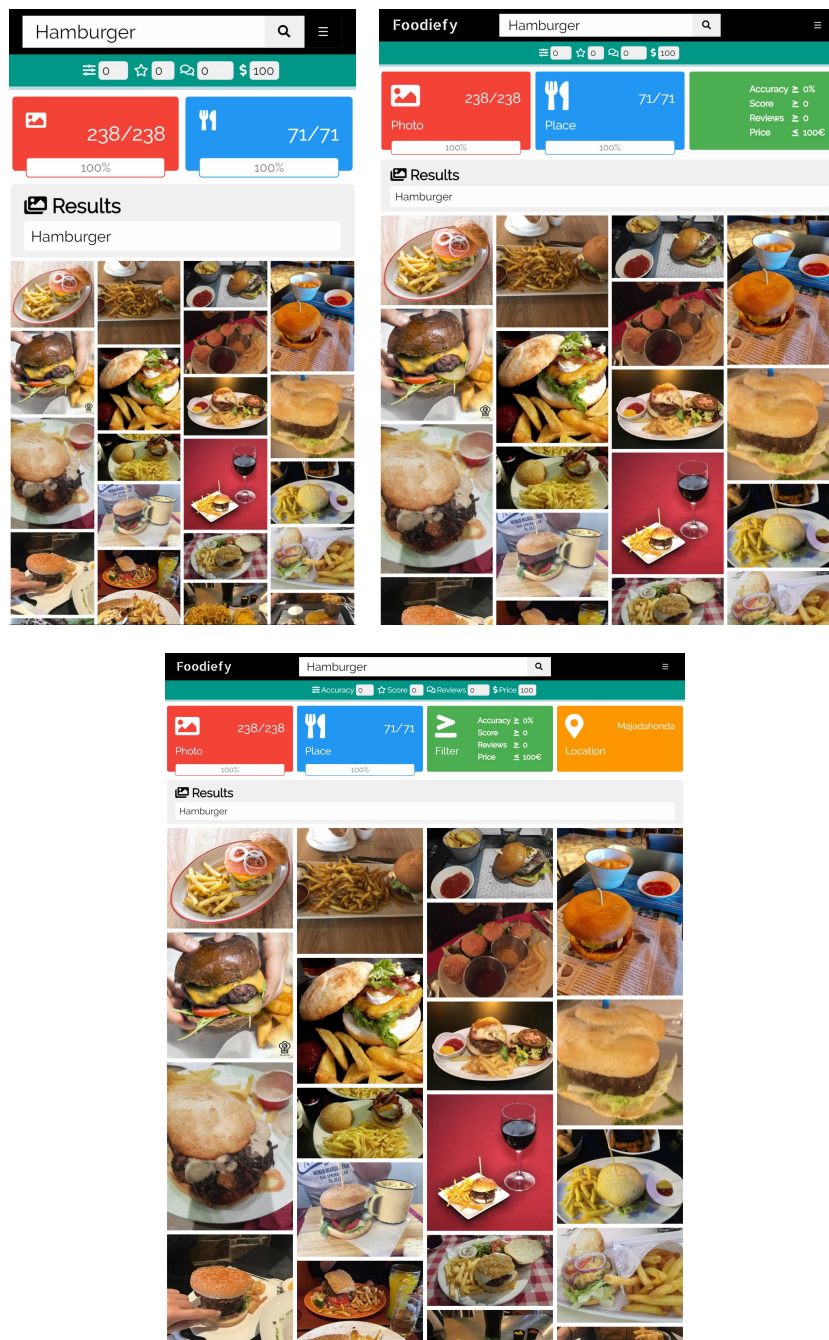 Hamburger
0 0 0 $ 100
238/238
100%
71/71
100%
Results
Hamburger
Foodiefy Hamburger
0 0 0 $ 100
238/238
Photo
100%
71/71
Place
100%
Accuracy ≥ 0%
Score ≥ 0
Reviews ≥ 0
Price ≤ 100€
Results
Hamburger
Foodiefy Hamburger
Accuracy 0 Score 0 Reviews 0 $ Price 100
238/238
Photo
100%
71/71
Place
100%
Filter
Accuracy ≥ 0%
Score ≥ 0
Reviews ≥ 0
Price ≤ 100€
Majadahonda
Location
Results
Hamburger